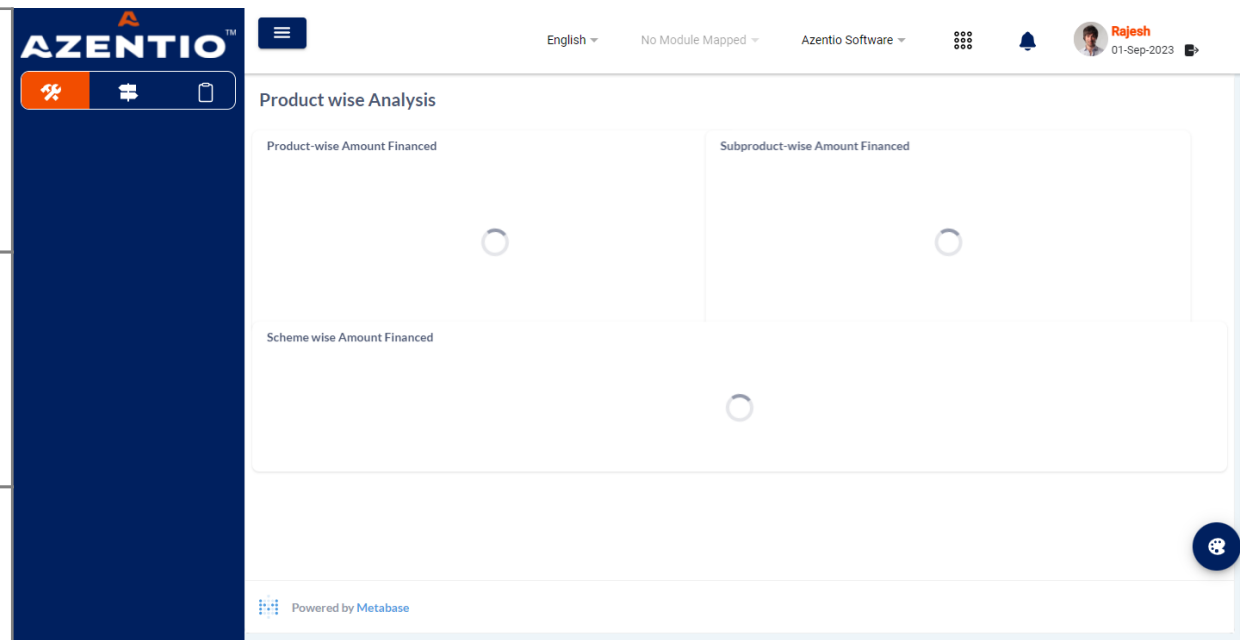 AZENTIO™
English
No Module Mapped
Azentio Software
Rajesh
01-Sep-2023
Product wise Analysis
Product-wise Amount Financed
Subproduct-wise Amount Financed
Scheme wise Amount Financed
Powered by Metabase